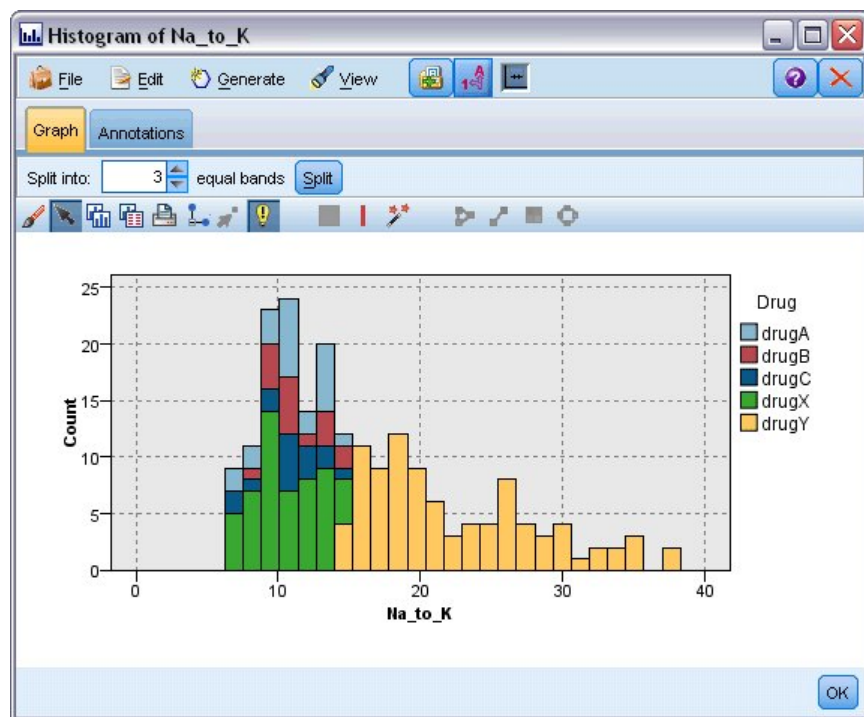 Histogram of Na_to_K
File Edit Generate View
Graph Annotations
Split into: 3 equal bands Split
25
20
15
10
5
0
Count
0 10 20 30 40
Na_to_K
Drug
drugA
drugB
drugC
drugX
drugY
OK